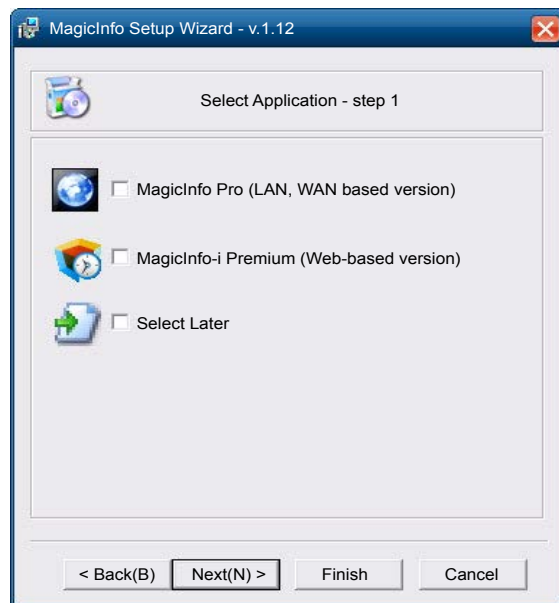 MagicInfo Setup Wizard - v.1.12
Select Application - step 1
MagicInfo Pro (LAN, WAN based version)
MagicInfo-i Premium (Web-based version)
Select Later
< Back(B) Next(N) > Finish Cancel